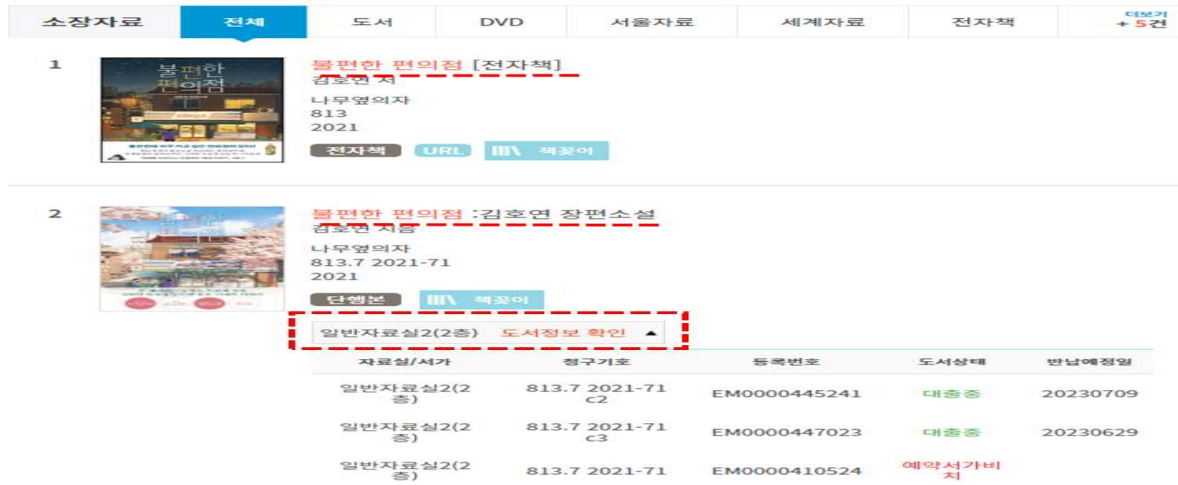 소장자료 전체 도서 DVD 서울자료 세계자료 전자책 더보기
+ 5건
1
불편한 편의점
불편한 편의점 [전자책]
김호연 저
나무옆의자
813
2021
전자책 URL 책꽂이
2
불편한 편의점 :김호연 장편소설
김호연 지음
나무옆의자
813.7 2021-71
2021
단행본 책꽂이
일반자료실2(2층) 도서정보 확인 ▲
자료실/서가 청구기호 등록번호 도서상태 반납예정일
일반자료실2(2
층) 813.7 2021-71
c2 EM0000445241 대출중 20230709
일반자료실2(2
층) 813.7 2021-71
c3 EM0000447023 대출중 20230629
일반자료실2(2
층) 813.7 2021-71 EM0000410524 예약서가비
치